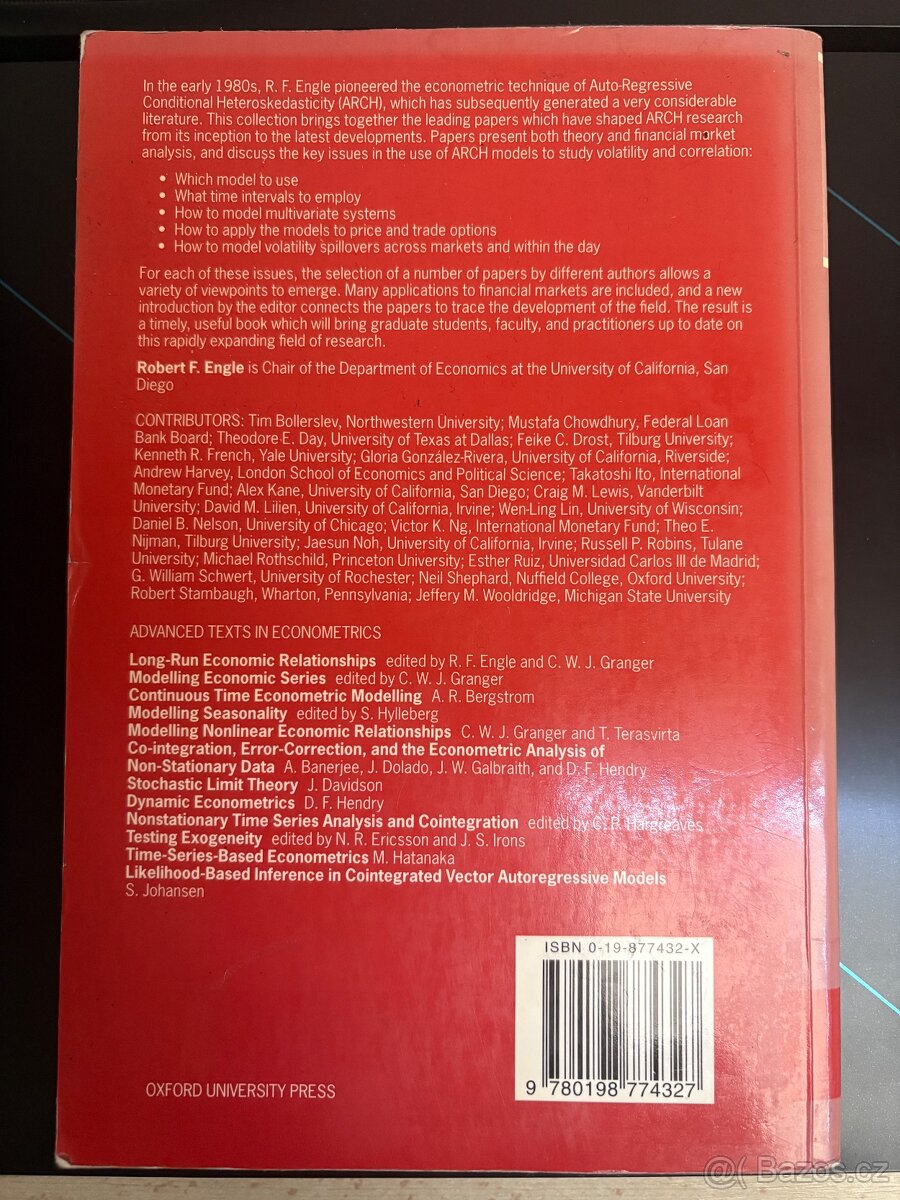 In the early 1980s, R. F. Engle pioneered the econometric technique of Auto-Regressive
Conditional Heteroskedasticity (ARCH), which has subsequently generated a very considerable
literature. This collection brings together the leading papers which have shaped ARCH research
from its inception to the latest developments. Papers present both theory and financial market
analysis, and discuss the key issues in the use of ARCH models to study volatility and correlation:
• Which model to use
• What time intervals to employ
• How to model multivariate systems
• How to apply the models to price and trade options
• How to model volatility spillovers across markets and within the day
For each of these issues, the selection of a number of papers by different authors allows a
variety of viewpoints to emerge. Many applications to financial markets are included, and a new
introduction by the editor connects the papers to trace the development of the field. The result is
a timely, useful book which will bring graduate students, faculty, and practitioners up to date on
this rapidly expanding field of research.
Robert F. Engle is Chair of the Department of Economics at the University of California, San
Diego
CONTRIBUTORS: Tim Bollerslev, Northwestern University; Mustafa Chowdhury, Federal Loan
Bank Board; Theodore E. Day, University of Texas at Dallas; Feike C. Drost, Tilburg University;
Kenneth R. French, Yale University; Gloria González-Rivera, University of California, Riverside;
Andrew Harvey, London School of Economics and Political Science; Takatoshi Ito, International
Monetary Fund; Alex Kane, University of California, San Diego; Craig M. Lewis, Vanderbilt
University; David M. Lilien, University of California, Irvine; Wen-Ling Lin, University of Wisconsin;
Daniel B. Nelson, University of Chicago; Victor K. Ng, International Monetary Fund; Theo E.
Nijman, Tilburg University; Jaesun Noh, University of California, Irvine; Russell P. Robins, Tulane
University; Michael Rothschild, Princeton University; Esther Ruiz, Universidad Carlos III de Madrid;
G. William Schwert, University of Rochester; Neil Shephard, Nuffield College, Oxford University;
Robert Stambaugh, Wharton, Pennsylvania; Jeffery M. Wooldridge, Michigan State University
ADVANCED TEXTS IN ECONOMETRICS
Long-Run Economic Relationships edited by R. F. Engle and C. W. J. Granger
Modelling Economic Series edited by C. W. J. Granger
Continuous Time Econometric Modelling A. R. Bergstrom
Modelling Seasonality edited by S. Hylleberg
Modelling Nonlinear Economic Relationships C. W. J. Granger and T. Terasvirta
Co-integration, Error-Correction, and the Econometric Analysis of
Non-Stationary Data A. Banerjee, J. Dolado, J. W. Galbraith, and D. F. Hendry
Stochastic Limit Theory J. Davidson
Dynamic Econometrics D. F. Hendry
Nonstationary Time Series Analysis and Cointegration edited by C. P. Hargreaves
Testing Exogeneity edited by N. R. Ericsson and J. S. Irons
Time-Series-Based Econometrics M. Hatanaka
Likelihood-Based Inference in Cointegrated Vector Autoregressive Models
S. Johansen
ISBN 0-19-877432-X
9 780198 774327
OXFORD UNIVERSITY PRESS
Bazoš.cz